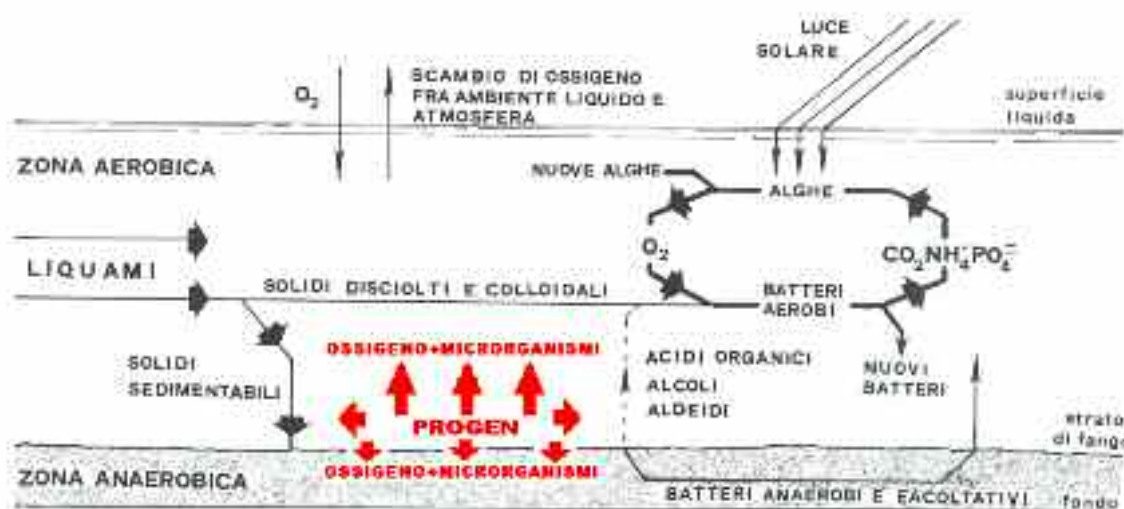 LUCE
SOLARE
O₂
SCAMBIO DI OSSIGENO
FRA AMBIENTE LIQUIDO E
ATMOSFERA
superficie
liquida
ZONA AEROBICA
NUOVE ALGHE
ALGHE
LIQUAMI
O₂
CO₂NH₄⁺PO₄⁻
SOLIDI DISCIOLTI E COLLOIDALI
BATTERI
AEROBI
SOLIDI
SEDIMENTABILI
OSSIGENO+MICRORGANISMI
ACIDI ORGANICI
ALCOLI
ALDEIDI
NUOVI
BATTERI
PROGEN
strato
di fango
ZONA ANAEROBICA
OSSIGENO+MICRORGANISMI
BATTERI ANAEROBI E FACOLTATIVI
fondo